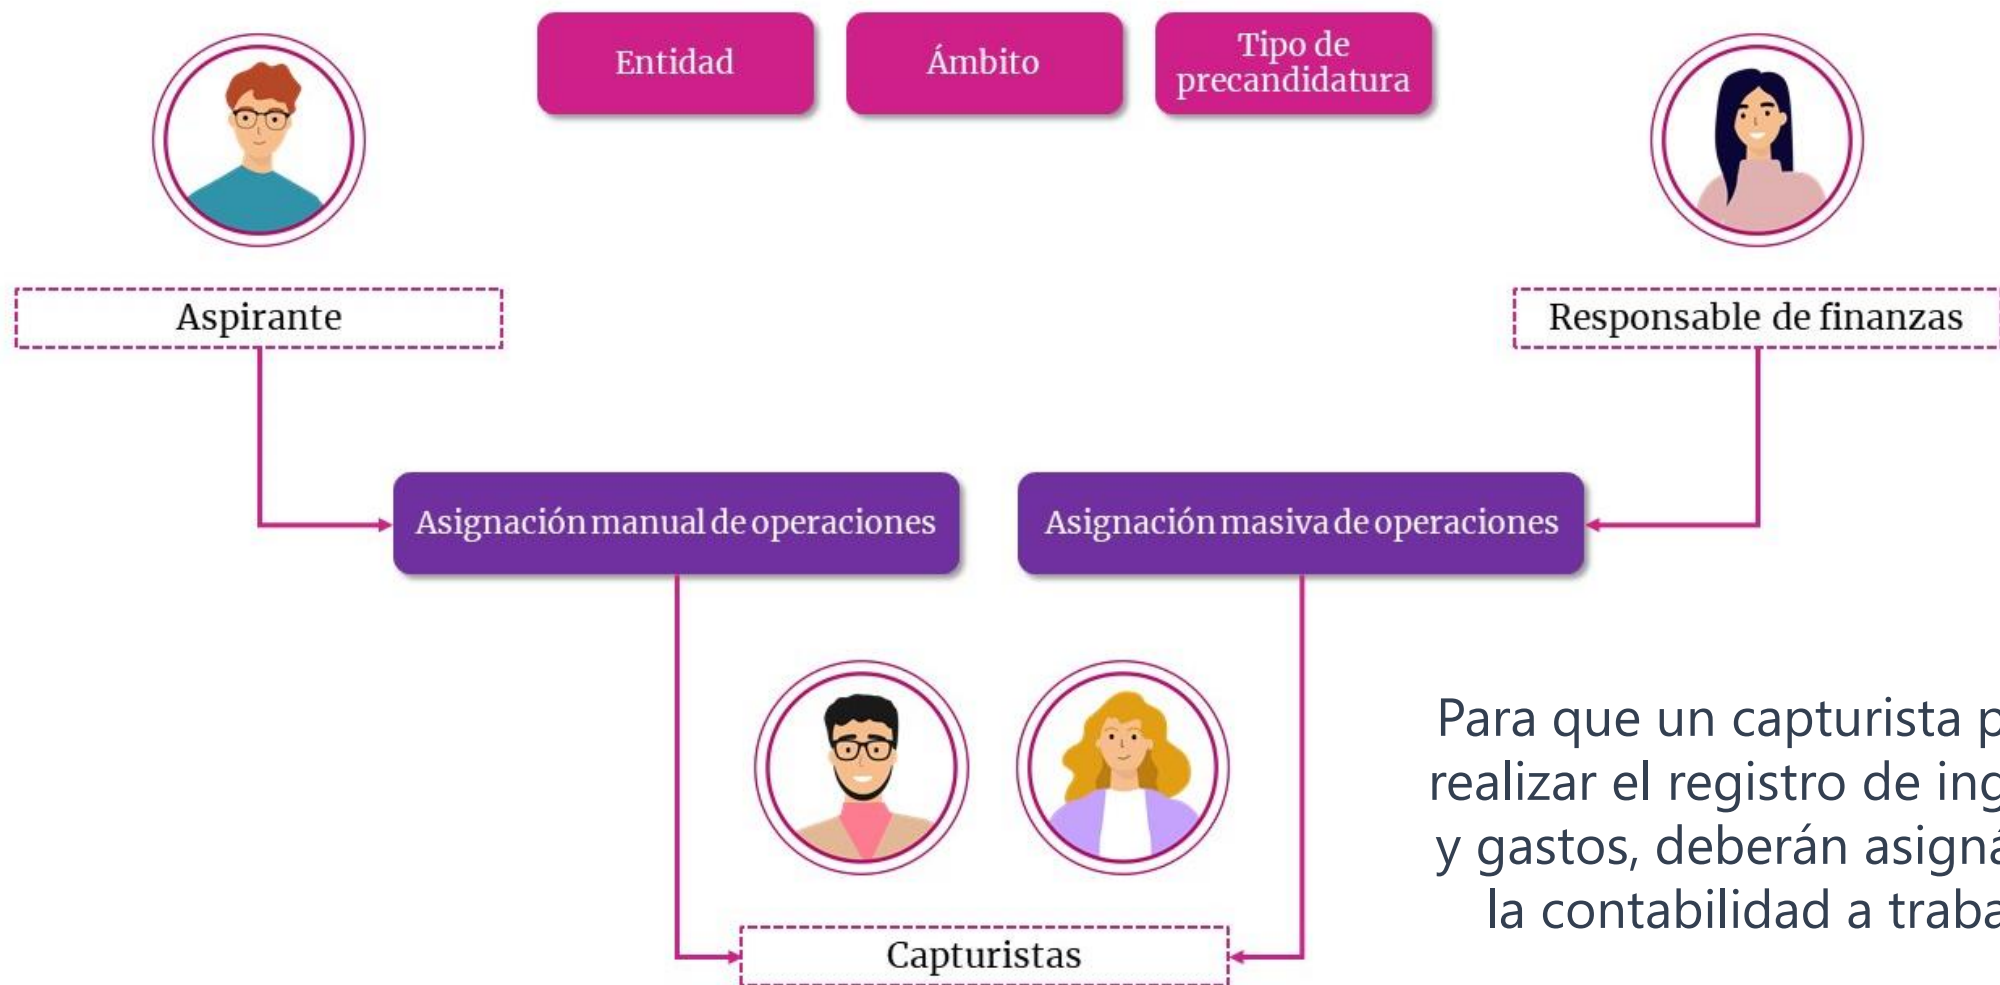 Entidad
Ámbito
Tipo de
precandidatura
Aspirante
Responsable de finanzas
Asignación manual de operaciones
Asignación masiva de operaciones
Para que un capturista
realizar el registro de
y gastos, deberán
la contabilidad a
Capturistas